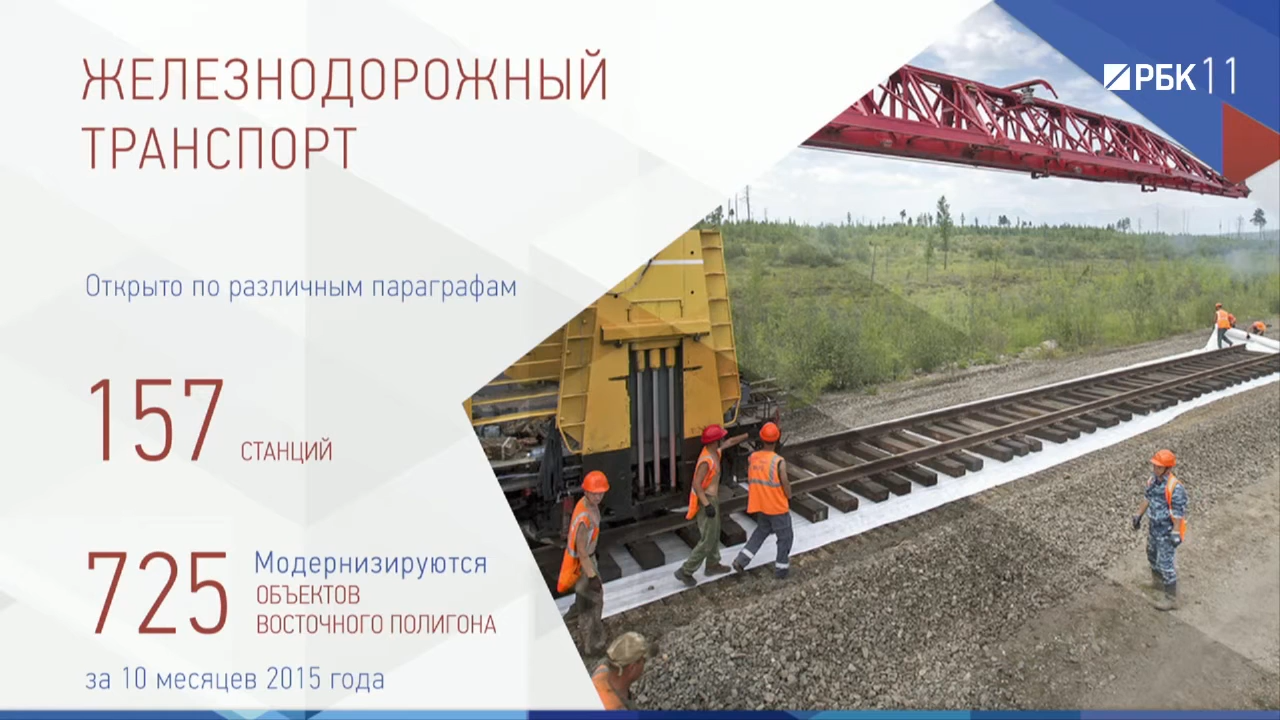 ЖЕЛЕЗНОДОРОЖНЫЙ
ТРАНСПОРТ
РБК 11
Открыто по различным параграфам
157 СТАНЦИЙ
725 Модернизируются
ОБЪЕКТОВ
ВОСТОЧНОГО ПОЛИГОНА
за 10 месяцев 2015 года